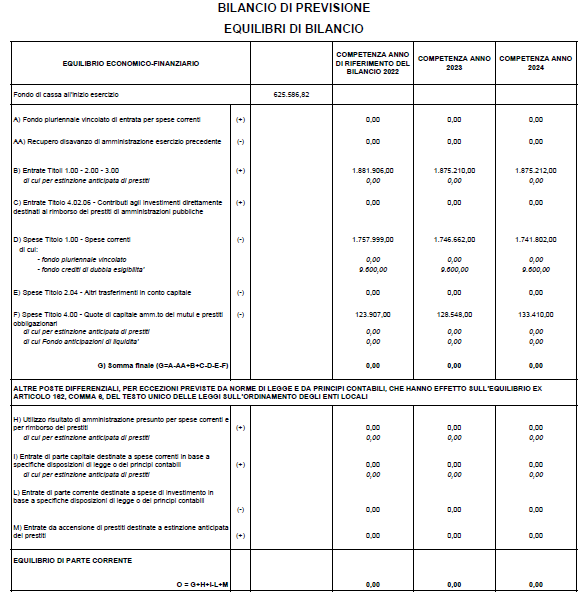 BILANCIO DI PREVISIONE
EQUILIBRI DI BILANCIO
EQUILIBRIO ECONOMICO-FINANZIARIO
COMPETENZA ANNO DI RIFERIMENTO DEL BILANCIO 2022
COMPETENZA ANNO 2023
COMPETENZA ANNO 2024
Fondo di cassa all'inizio esercizio 625.586,82
A) Fondo pluriennale vincolato di entrata per spese correnti (+) 0,00 0,00 0,00
AA) Recupero disavanzo di amministrazione esercizio precedente (-) 0,00 0,00 0,00
B) Entrate Titoli 1.00 - 2.00 - 3.00 (+) 1.881.906,00 1.875.210,00 1.875.212,00
di cui per estinzione anticipata di prestiti 0,00 0,00 0,00
C) Entrate Titolo 4.02.06 - Contributi agli investimenti direttamente (+) 0,00 0,00 0,00
destinati al rimborso dei prestiti di amministrazioni pubbliche
D) Spese Titolo 1.00 - Spese correnti (-) 1.757.999,00 1.746.662,00 1.741.802,00
di cui:
- fondo pluriennale vincolato 0,00 0,00 0,00
- fondo crediti di dubbia esigibilita' 9.600,00 9.600,00 9.600,00
E) Spese Titolo 2.04 - Altri trasferimenti in conto capitale (-) 0,00 0,00 0,00
F) Spese Titolo 4.00 - Quote di capitale amm.to dei mutui e prestiti (-) 123.907,00 128.548,00 133.410,00
obbligazionari
di cui per estinzione anticipata di prestiti 0,00 0,00 0,00
di cui Fondo anticipazioni di liquidita' 0,00 0,00 0,00
G) Somma finale (G=A-AA+B+C-D-E-F) 0,00 0,00 0,00
ALTRE POSTE DIFFERENZIALI, PER ECCEZIONI PREVISTE DA NORME DI LEGGE E DA PRINCIPI CONTABILI, CHE HANNO EFFETTO SULL'EQUILIBRIO EX
ARTICOLO 162, COMMA 6, DEL TESTO UNICO DELLE LEGGI SULL'ORDINAMENTO DEGLI ENTI LOCALI
H) Utilizzo risultato di amministrazione presunto per spese correnti e
per rimborso dei prestiti (+) 0,00 0,00 0,00
di cui per estinzione anticipata di prestiti 0,00 0,00 0,00
I) Entrate di parte capitale destinate a spese correnti in base a
specifiche disposizioni di legge o dei principi contabili (+) 0,00 0,00 0,00
di cui per estinzione anticipata di prestiti 0,00 0,00 0,00
L) Entrate di parte corrente destinate a spese di investimento in
base a specifiche disposizioni di legge o dei principi contabili
(-) 0,00 0,00 0,00
M) Entrate da accensione di prestiti destinate a estinzione anticipata
dei prestiti (+) 0,00 0,00 0,00
EQUILIBRIO DI PARTE CORRENTE
O = G+H+I-L+M 0,00 0,00 0,00